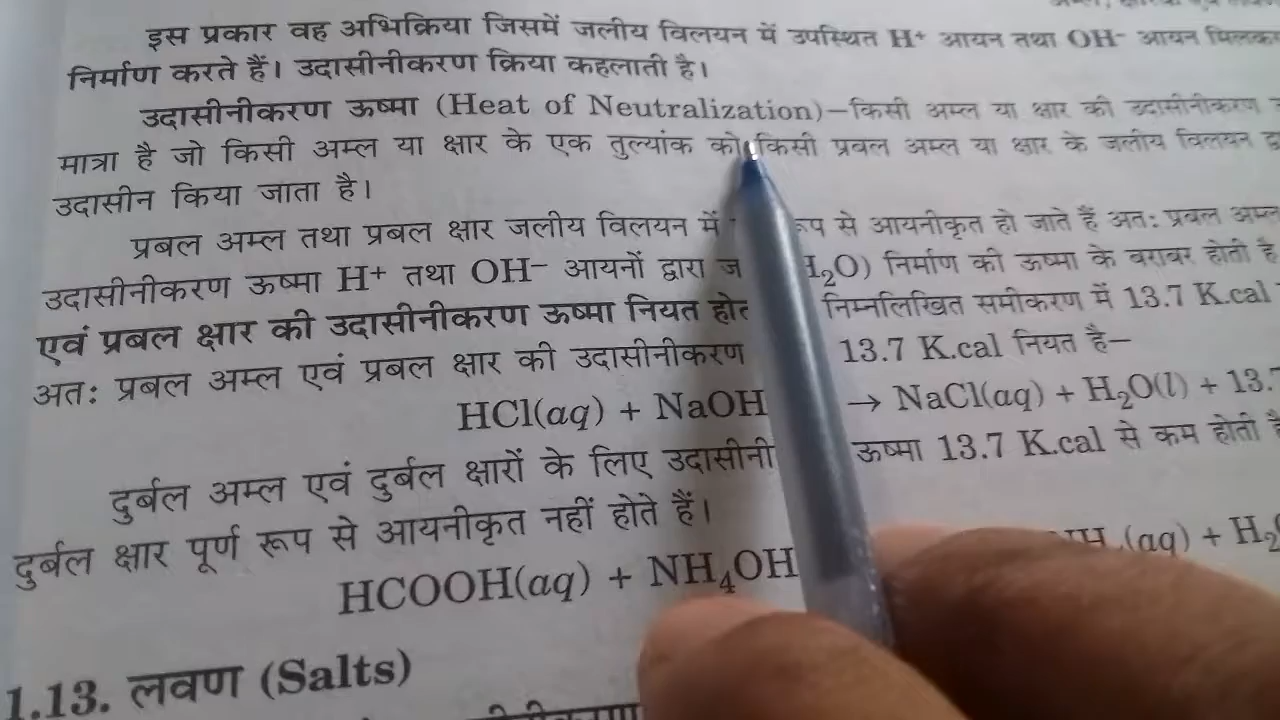 इस प्रकार वह अभिक्रिया जिसमें जलीय विलयन में उपस्थित H⁺ आयन तथा OH⁻ आयन मिलकर
निर्माण करते हैं। उदासीनीकरण क्रिया कहलाती है।
उदासीनीकरण ऊष्मा (Heat of Neutralization)–किसी अम्ल या क्षार की उदासीनीकरण
मात्रा है जो किसी अम्ल या क्षार के एक तुल्यांक को किसी प्रबल अम्ल या क्षार के जलीय विलयन
उदासीन किया जाता है।
प्रबल अम्ल तथा प्रबल क्षार जलीय विलयन में रूप से आयनीकृत हो जाते हैं अतः प्रबल अम्ल
उदासीनीकरण ऊष्मा H⁺ तथा OH⁻ आयनों द्वारा H₂O) निर्माण की ऊष्मा के बराबर होती है
एवं प्रबल क्षार की उदासीनीकरण ऊष्मा नियत निम्नलिखित समीकरण में 13.7 K.cal
अतः प्रबल अम्ल एवं प्रबल क्षार की उदासीनीकरण 13.7 K.cal नियत है–
HCl(aq) + NaOH → NaCl(aq) + H₂O(l) + 13.7
दुर्बल अम्ल एवं दुर्बल क्षारों के लिए उदासीनी ऊष्मा 13.7 K.cal से कम होती है
दुर्बल क्षार पूर्ण रूप से आयनीकृत नहीं होते हैं।
HCOOH(aq) + NH₄OH (aq) + H₂
1.13. लवण (Salts)